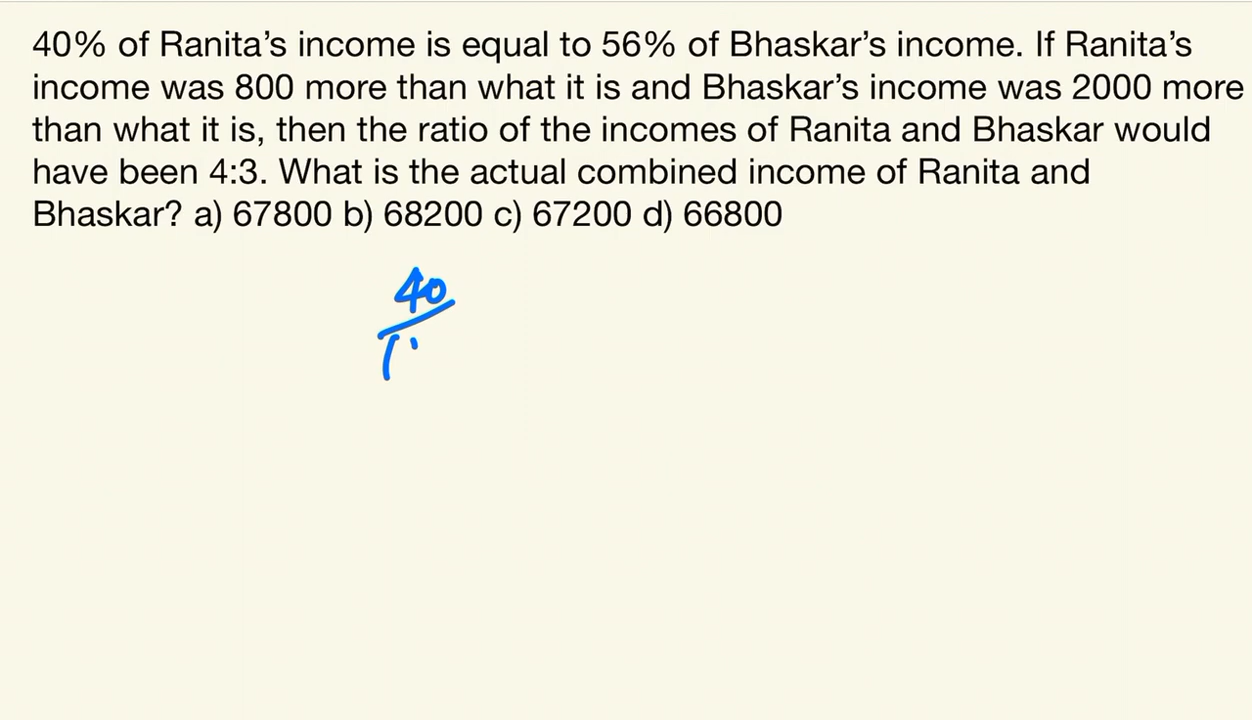 40% of Ranita’s income is equal to 56% of Bhaskar’s income. If Ranita’s
income was 800 more than what it is and Bhaskar’s income was 2000 more
than what it is, then the ratio of the incomes of Ranita and Bhaskar would
have been 4:3. What is the actual combined income of Ranita and
Bhaskar? a) 67800 b) 68200 c) 67200 d) 66800
40